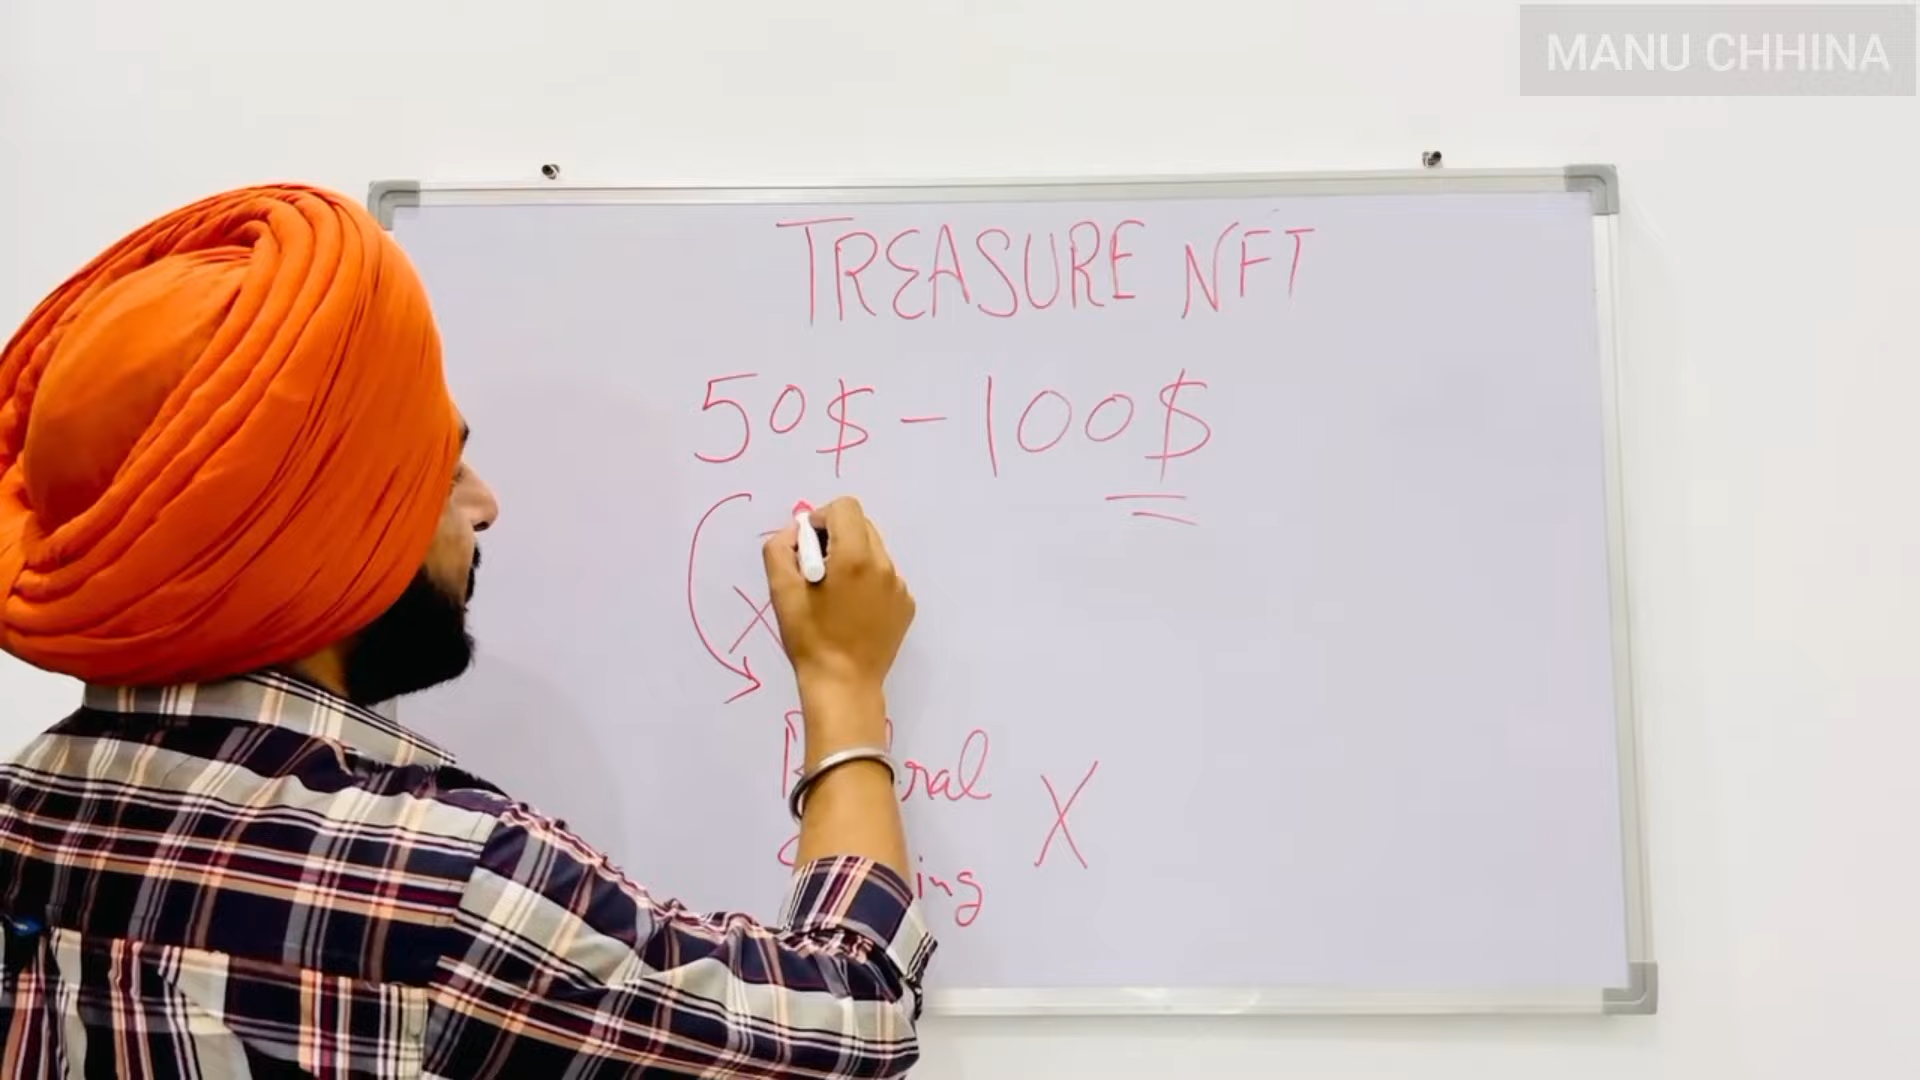 MANU CHHINA
TREASURE NFT
50$ - 100$
X
X